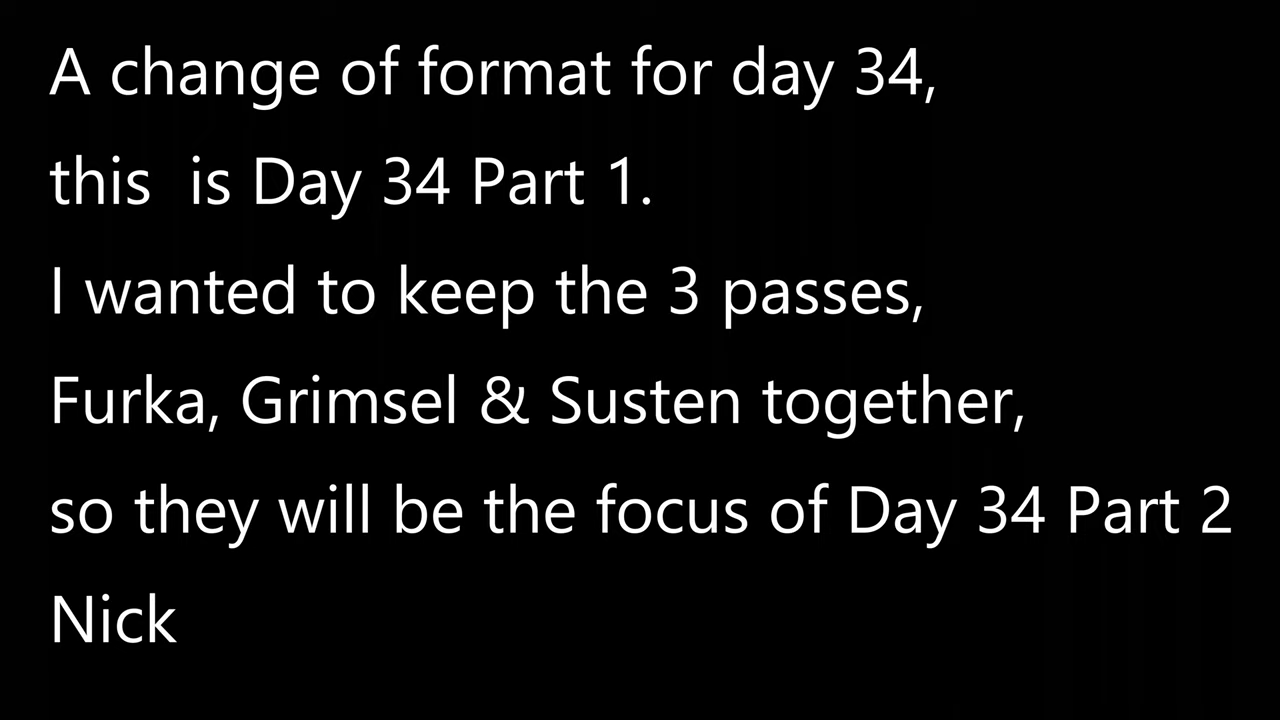 A change of format for day 34,
this  is Day 34 Part 1.
I wanted to keep the 3 passes,
Furka, Grimsel & Susten together,
so they will be the focus of Day 34 Part 2
Nick